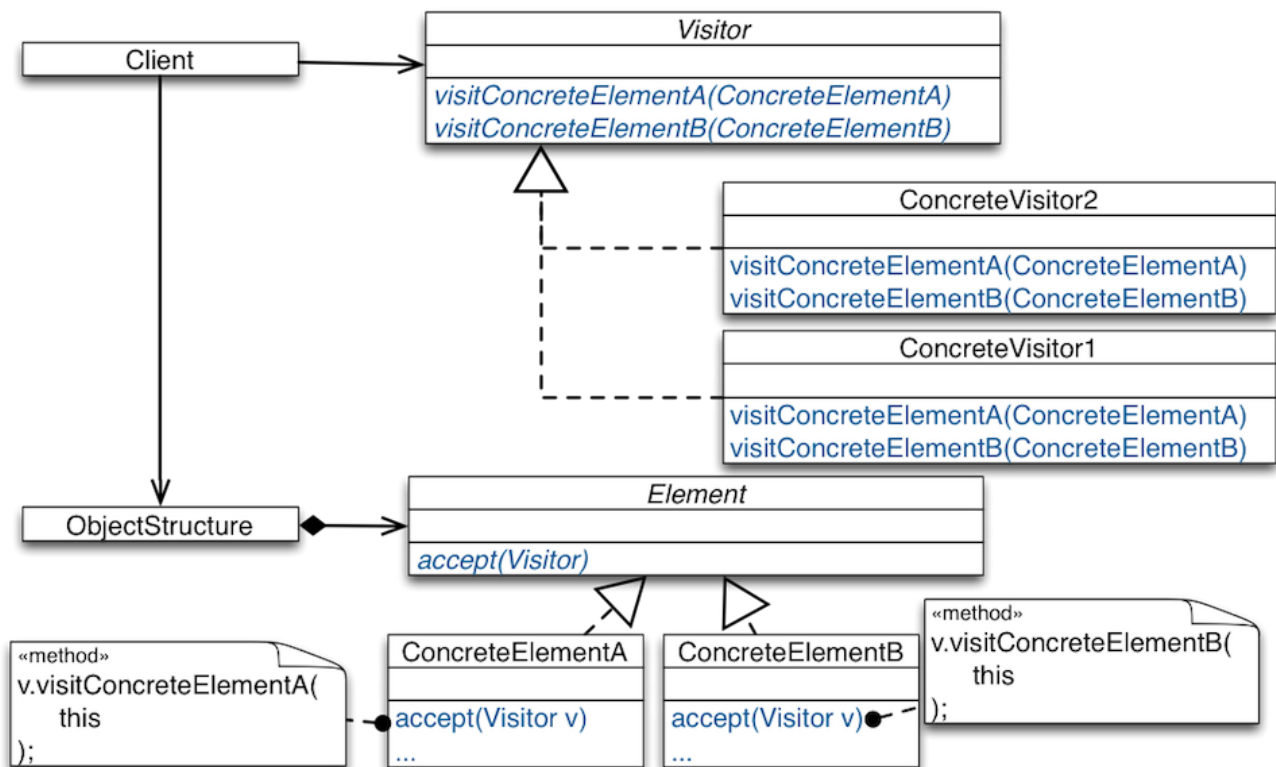 Client
Visitor
visitConcreteElementA(ConcreteElementA)
visitConcreteElementB(ConcreteElementB)
ConcreteVisitor2
visitConcreteElementA(ConcreteElementA)
visitConcreteElementB(ConcreteElementB)
ConcreteVisitor1
visitConcreteElementA(ConcreteElementA)
visitConcreteElementB(ConcreteElementB)
ObjectStructure
Element
accept(Visitor)
«method»
v.visitConcreteElementA(
this
);
ConcreteElementA
accept(Visitor v)
...
ConcreteElementB
accept(Visitor v)
...
«method»
v.visitConcreteElementB(
this
);